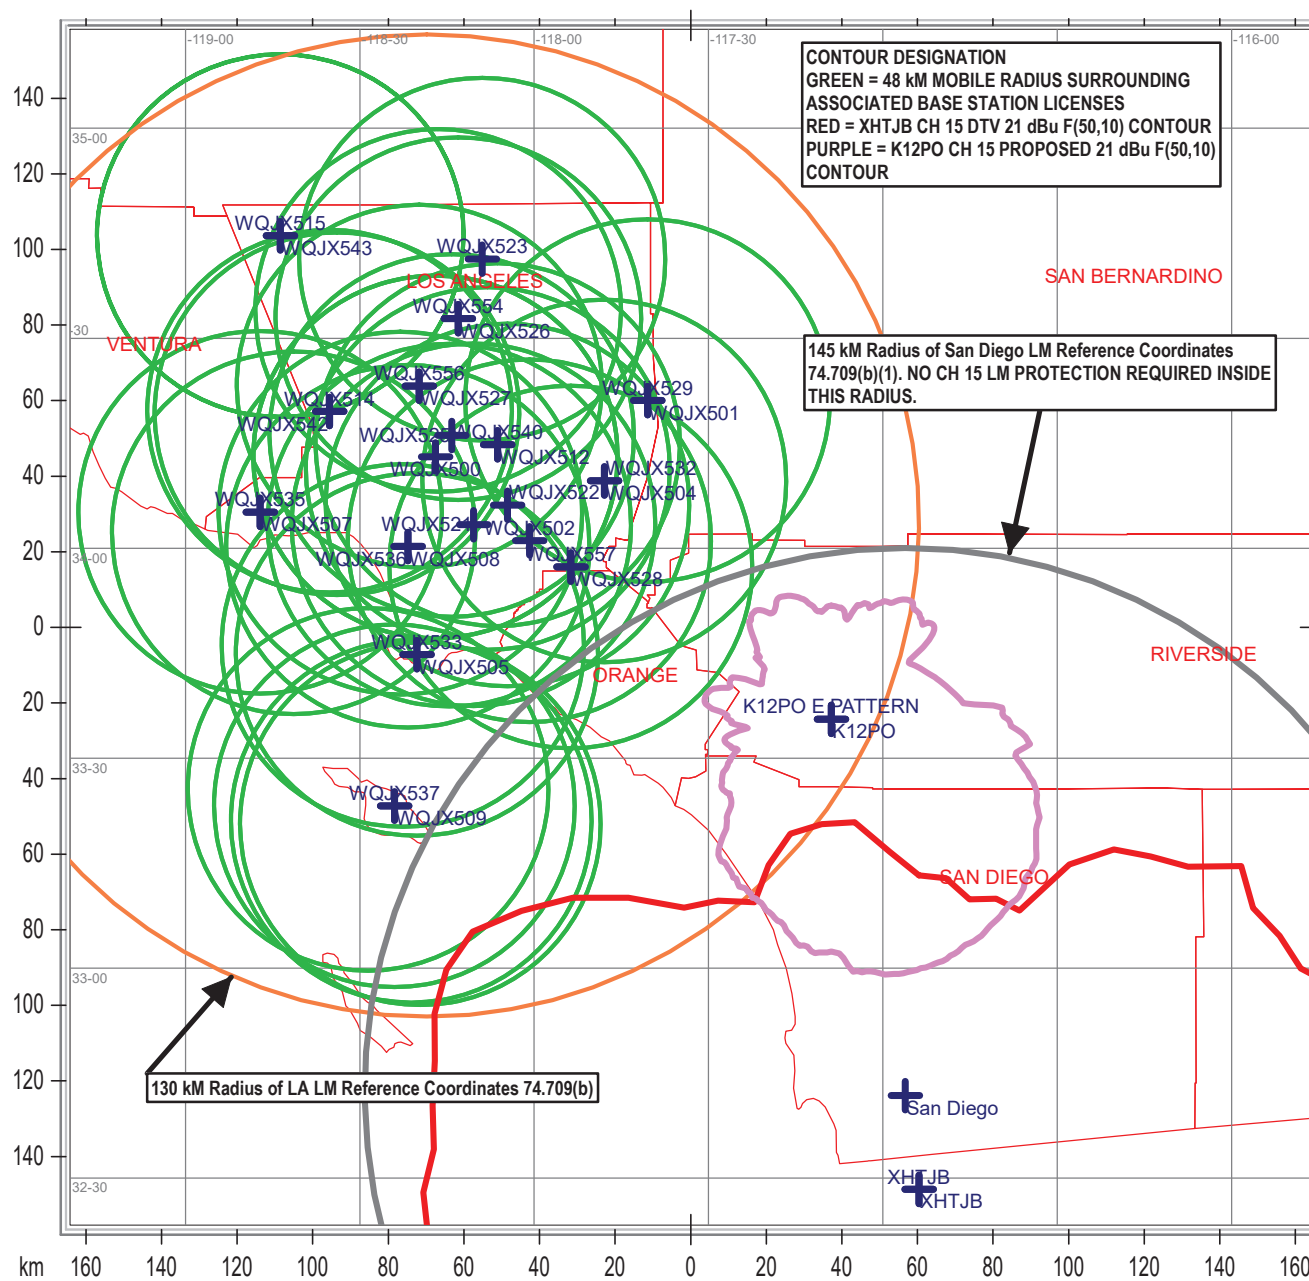 -119-00
-118-30
-118-00
-117-30
-116-00
CONTOUR DESIGNATION
GREEN = 48 kM MOBILE RADIUS SURROUNDING
ASSOCIATED BASE STATION LICENSES
RED = XHTJB CH 15 DTV 21 dBu F(50,10) CONTOUR
PURPLE = K12PO CH 15 PROPOSED 21 dBu F(50,10)
CONTOUR
140
35-00
120
WQJX515
100
WQJX543
WQJX523
LOS ANGELES
SAN BERNARDINO
WQJX554
80
WQJX526
-30
VENTURA
145 kM Radius of San Diego LM Reference Coordinates
74.709(b)(1). NO CH 15 LM PROTECTION REQUIRED INSIDE
THIS RADIUS.
WQJX556
WQJX527
WQJX529
60
WQJX501
WQJX514
WQJX542
WQJX525
WQJX540
WQJX512
WQJX500
WQJX532
40
WQJX504
WQJX522
WQJX535
WQJX507
WQJX502
20
WQJX536
WQJX508
WQJX557
WQJX528
34-00
0
WQJX533
WQJX505
ORANGE
RIVERSIDE
20
K12PO E PATTERN
K12PO
33-30
40
WQJX537
WQJX509
60
SAN DIEGO
80
33-00
100
130 kM Radius of LA LM Reference Coordinates 74.709(b)
120
San Diego
140
XHTJB
XHTJB
32-30
km 160 140 120 100 80 60 40 20 0 20 40 60 80 100 120 140 160